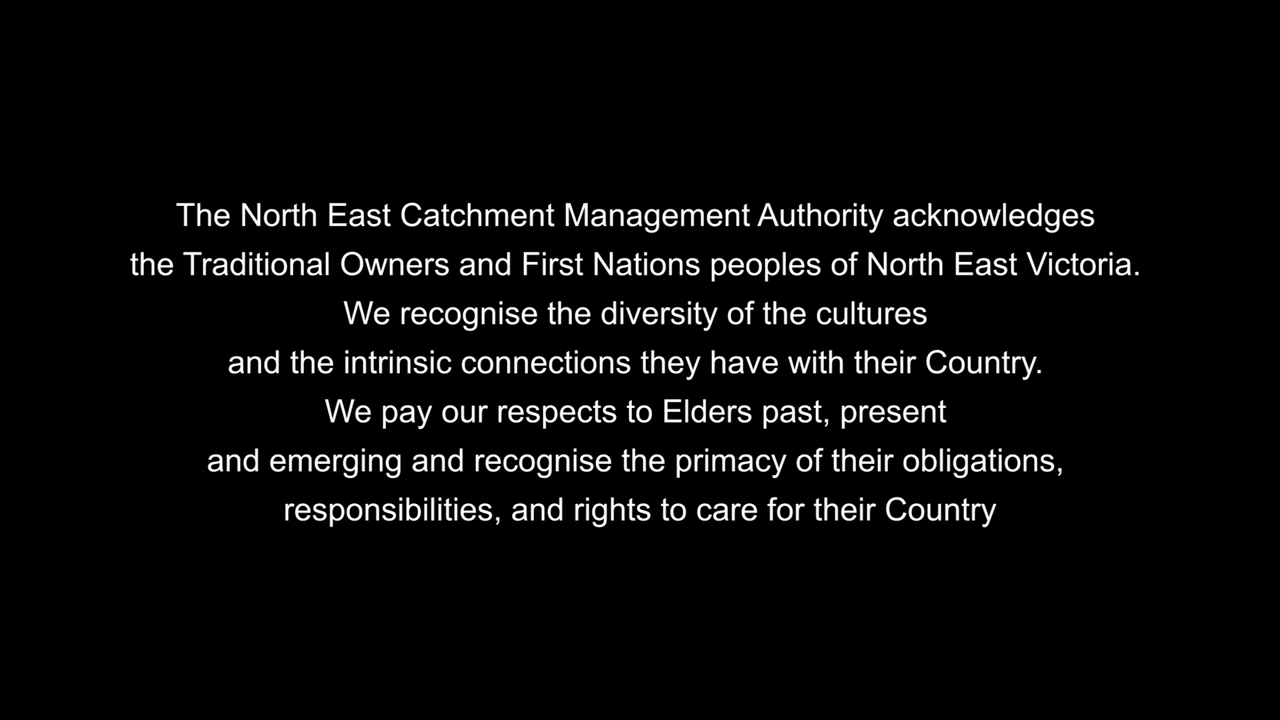 The North East Catchment Management Authority acknowledges
the Traditional Owners and First Nations peoples of North East Victoria.
We recognise the diversity of the cultures
and the intrinsic connections they have with their Country.
We pay our respects to Elders past, present
and emerging and recognise the primacy of their obligations,
responsibilities, and rights to care for their Country